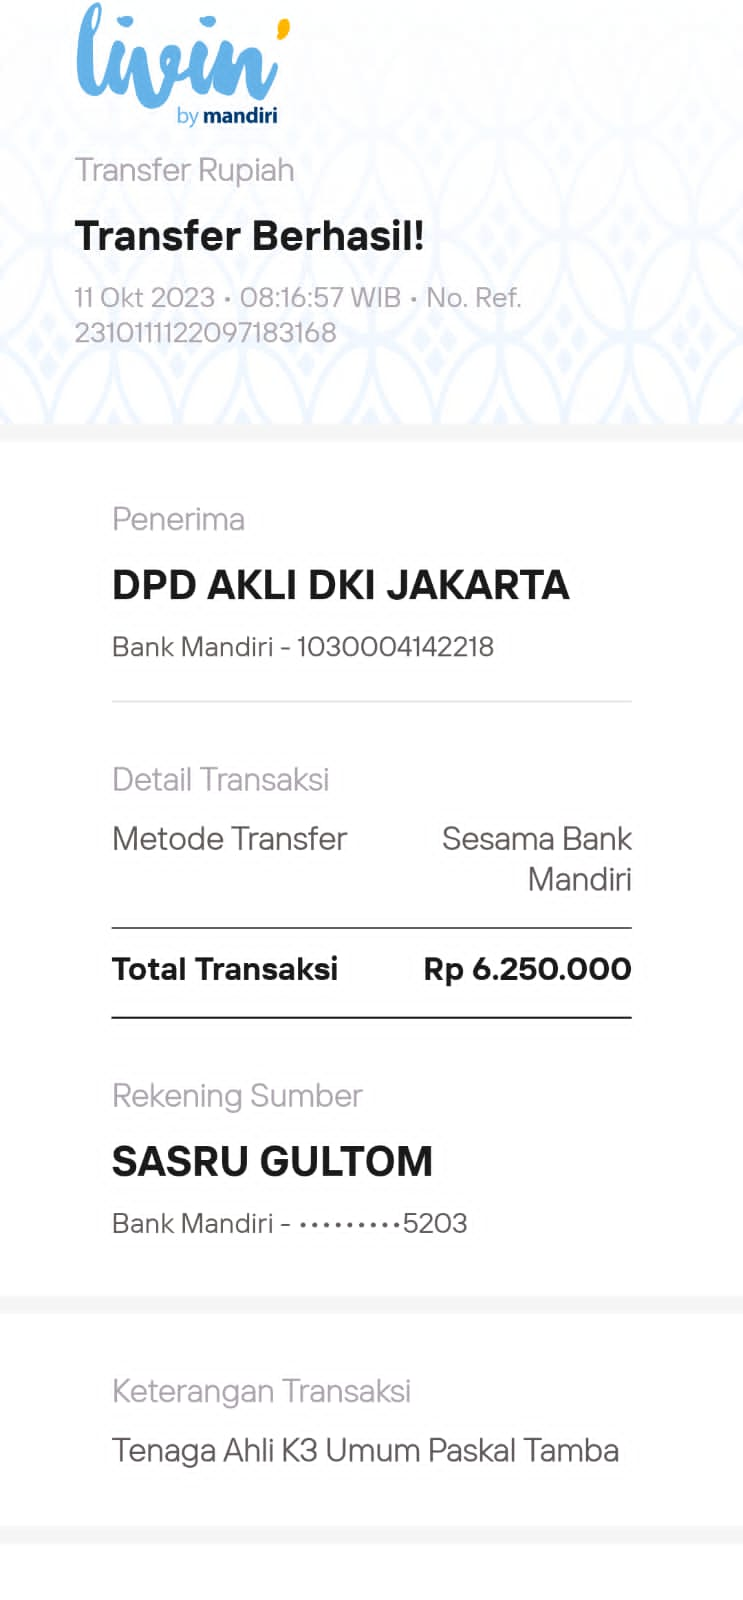 livin'
by mandiri
Transfer Rupiah
Transfer Berhasil!
11 Okt 2023 • 08:16:57 WIB • No. Ref.
2310111122097183168
Penerima
DPD AKLI DKI JAKARTA
Bank Mandiri - 1030004142218
Detail Transaksi
Metode Transfer Sesama Bank
Mandiri
Total Transaksi Rp 6.250.000
Rekening Sumber
SASRU GULTOM
Bank Mandiri - •••••••••5203
Keterangan Transaksi
Tenaga Ahli K3 Umum Paskal Tamba